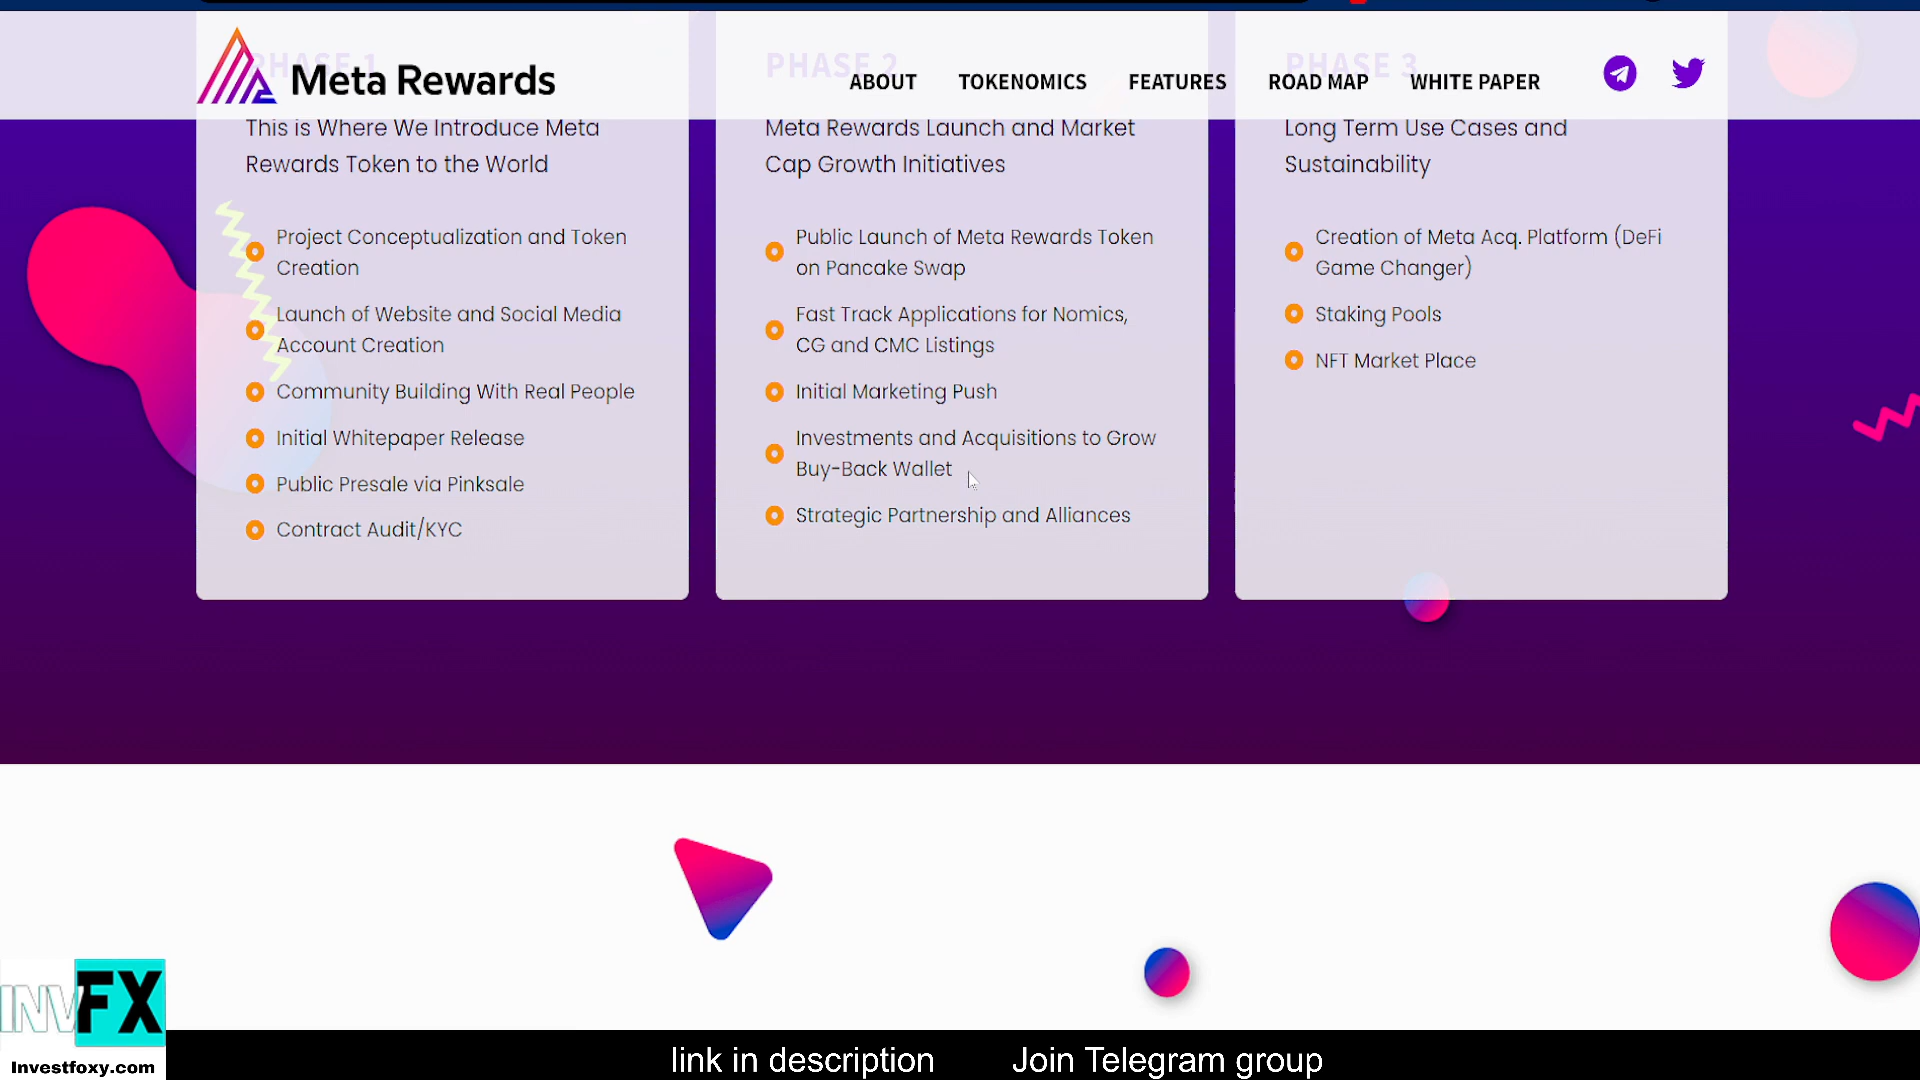 PHASE 1
PHASE 2
PHASE 3
Meta Rewards
ABOUT
TOKENOMICS
FEATURES
ROAD MAP
WHITE PAPER
This is Where We Introduce Meta
Rewards Token to the World
Project Conceptualization and Token
Creation
Launch of Website and Social Media
Account Creation
Community Building With Real People
Initial Whitepaper Release
Public Presale via Pinksale
Contract Audit/KYC
Meta Rewards Launch and Market
Cap Growth Initiatives
Public Launch of Meta Rewards Token
on Pancake Swap
Fast Track Applications for Nomics,
CG and CMC Listings
Initial Marketing Push
Investments and Acquisitions to Grow
Buy-Back Wallet
Strategic Partnership and Alliances
Long Term Use Cases and
Sustainability
Creation of Meta Acq. Platform (DeFi
Game Changer)
Staking Pools
NFT Market Place
INVFX
Investfoxy.com
link in description
Join Telegram group